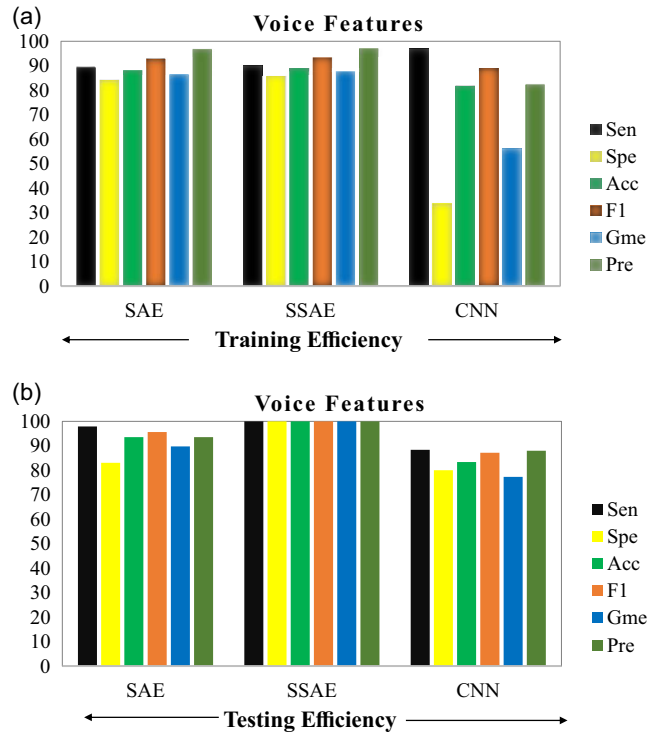 (a)
Voice Features
100
90
80
70
60
50
40
30
20
10
0
SAE SSAE CNN
Training Efficiency
Sen
Spe
Acc
F1
Gme
Pre
(b)
Voice Features
100
90
80
70
60
50
40
30
20
10
0
SAE SSAE CNN
Testing Efficiency
Sen
Spe
Acc
F1
Gme
Pre